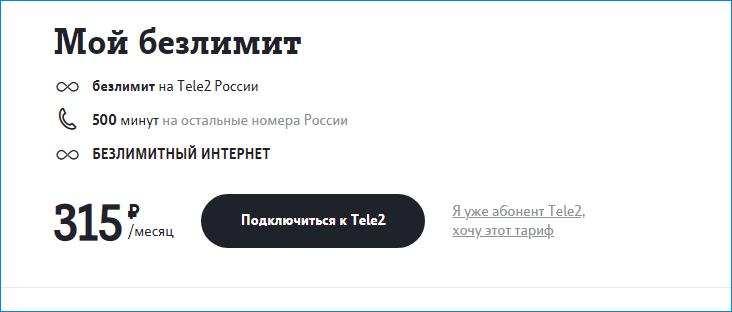 Мой безлимит
безлимит на Tele2 России
500 минут на остальные номера России
БЕЗЛИМИТНЫЙ ИНТЕРНЕТ
315 ₽
/месяц
Подключиться к Tele2
Я уже абонент Tele2,
хочу этот тариф